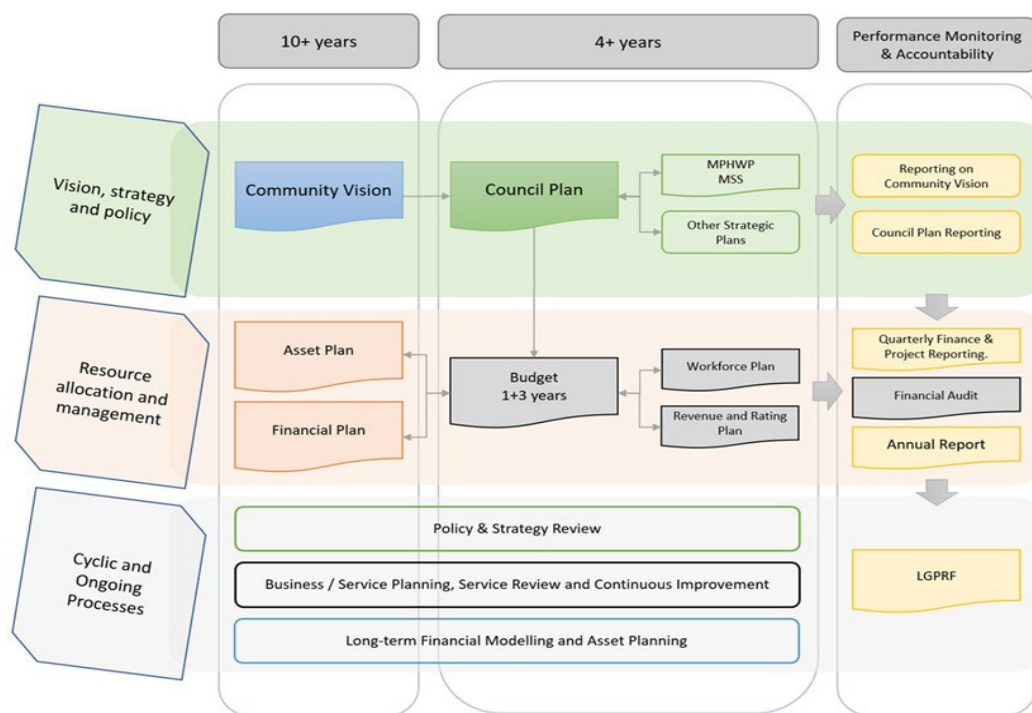 10+ years
4+ years
Performance Monitoring
& Accountability
Vision, strategy
and policy
Community Vision
Council Plan
MPHWP
MSS
Other Strategic
Plans
Reporting on
Community Vision
Council Plan Reporting
Resource
allocation and
management
Asset Plan
Financial Plan
Budget
1+3 years
Workforce Plan
Revenue and Rating
Plan
Quarterly Finance &
Project Reporting.
Financial Audit
Annual Report
Cyclic and
Ongoing
Processes
Policy & Strategy Review
Business / Service Planning, Service Review and Continuous Improvement
Long-term Financial Modelling and Asset Planning
LGPRF